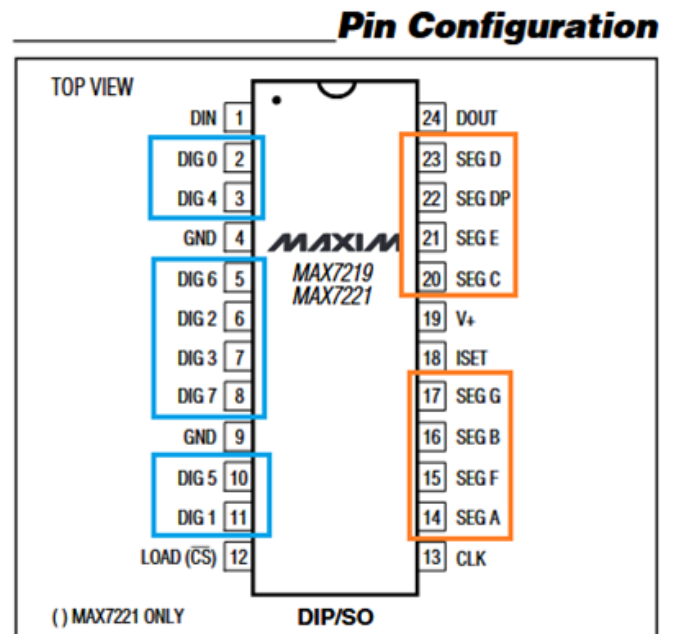 Pin Configuration
TOP VIEW
DIN 1
24 DOUT
DIG 0 2
23 SEG D
DIG 4 3
22 SEG DP
GND 4
MAXIM
21 SEG E
DIG 6 5
MAX7219
20 SEG C
MAX7221
DIG 2 6
19 V+
DIG 3 7
18 ISET
DIG 7 8
17 SEG G
GND 9
16 SEG B
DIG 5 10
15 SEG F
DIG 1 11
14 SEG A
LOAD (C̅S̅) 12
13 CLK
( ) MAX7221 ONLY
DIP/SO